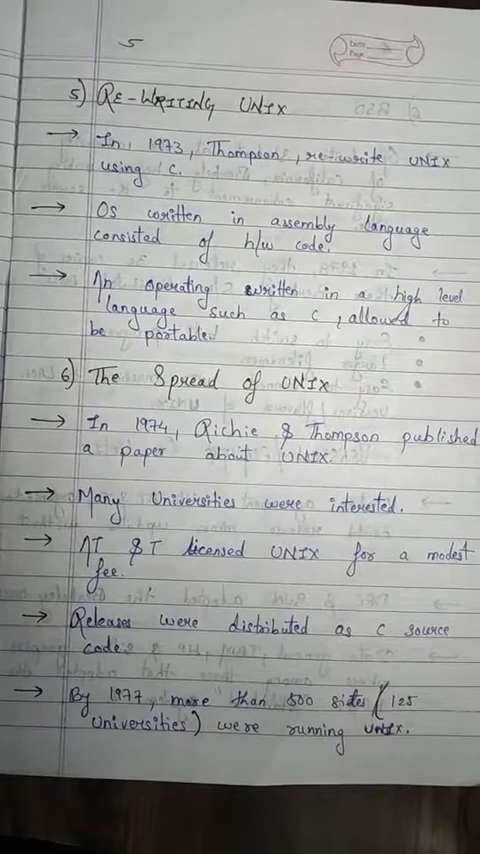 5
Date
Page
5) RE-WRITING UNIX
→ In 1973, Thompson, re-write UNIX
using C.
→ OS written in assembly language
consisted of h/w code.
→ An operating written in a high level
language such as C, allowed to
be portable.
6) The Spread of UNIX
→ In 1974, Richie & Thompson published
a paper about UNIX.
→ Many Universities were interested.
→ AT &T licensed UNIX for a modest
fee.
→ Releases were distributed as C source
code.
→ By 1977, more than 500 sites (125
Universities) were running UNIX.